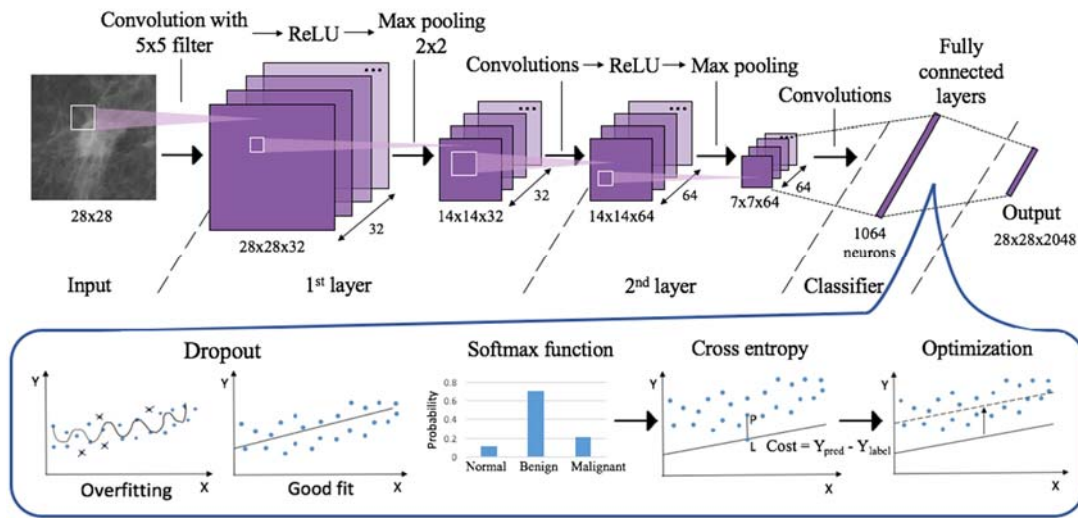 Convolution with
5x5 filter
ReLU
Max pooling
2x2
Convolutions
ReLU
Max pooling
Convolutions
Fully
connected
layers
28x28
28x28x32
32
14x14x32
32
14x14x64
64
7x7x64
64
1064
neurons
Output
28x28x2048
Input
1st layer
2nd layer
Classifier
Dropout
Y
X
Overfitting
Y
X
Good fit
Softmax function
Probability
0.8
0.6
0.4
0.2
0
Normal
Benign
Malignant
Cross entropy
Y
P
L
Cost = Ypred - Ylabel
X
Optimization
Y
X